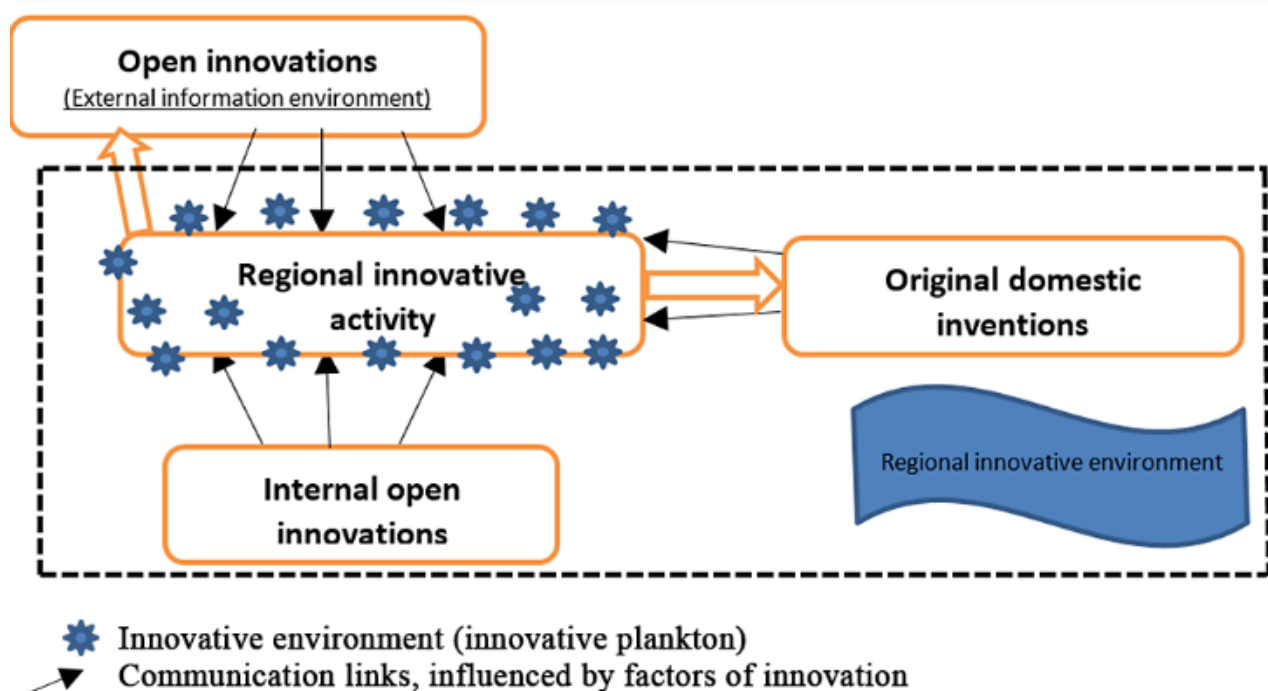 Open innovations
(External information environment)
Regional innovative
activity
Original domestic
inventions
Regional innovative environment
Internal open
innovations
Innovative environment (innovative plankton)
Communication links, influenced by factors of innovation